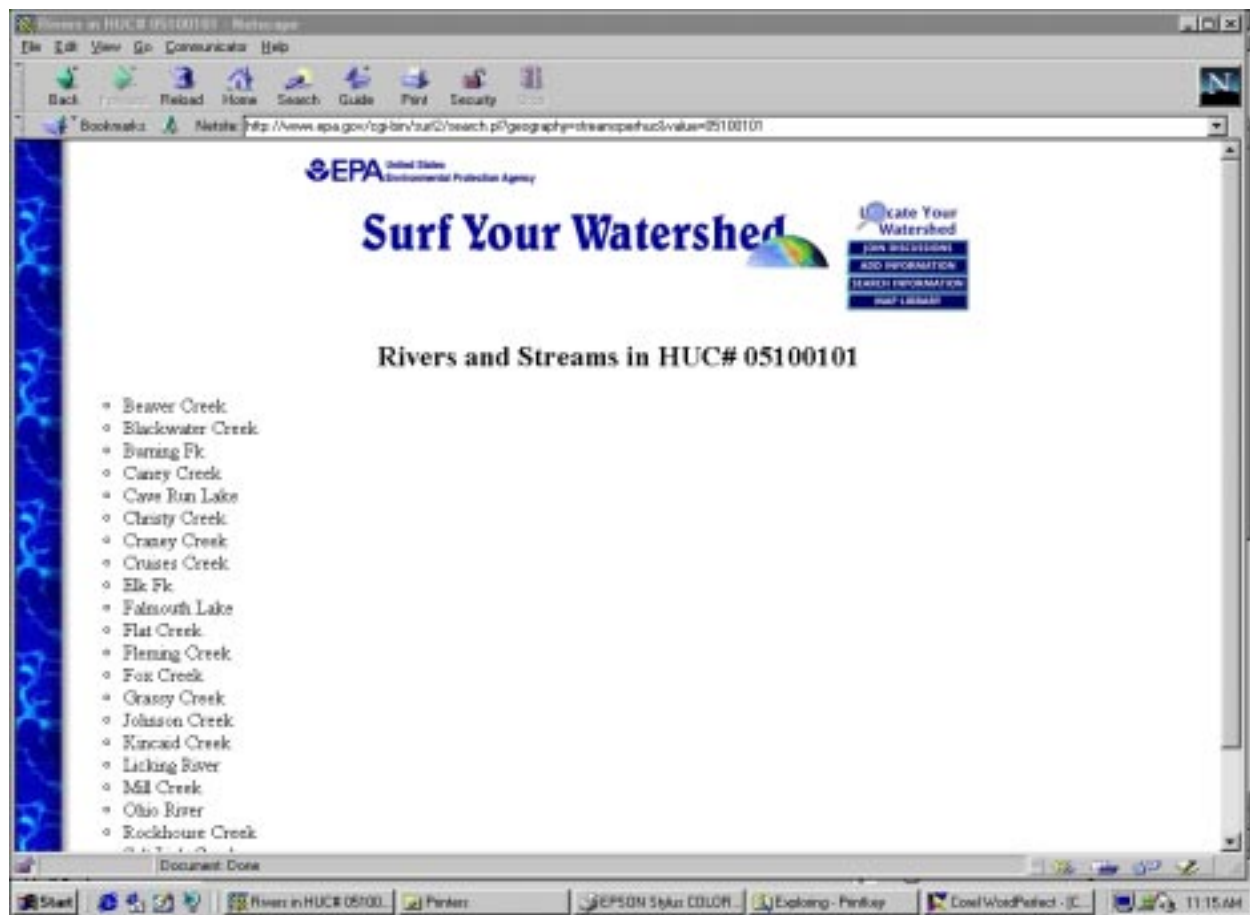 Rivers in HUC# 05100101 - Netscape
File Edit View Go Communicator Help
Back Reload Home Search Guide Print Security
Bookmarks Netsite: http://www.epa.gov/cgi-bin/surf2/search.pl?geography=streamsperhuc&value=05100101
EPA United States
Environmental Protection Agency
Surf Your Watershed
Locate Your
Watershed
JOIN DISCUSSIONS
ADD INFORMATION
SEARCH INFORMATION
MAP LIBRARY
Rivers and Streams in HUC# 05100101
Beaver Creek
Blackwater Creek
Burning Fk
Caney Creek
Cave Run Lake
Christy Creek
Craney Creek
Cruises Creek
Elk Fk
Falmouth Lake
Flat Creek
Fleming Creek
Fox Creek
Grassy Creek
Johnson Creek
Kincaid Creek
Licking River
Mill Creek
Ohio River
Rockhouse Creek
Document: Done
Start Rivers in HUC# 05100... Printers EPSON Stylus COLOR... Exploring - Printkey Corel WordPerfect - [C... 11:15 AM